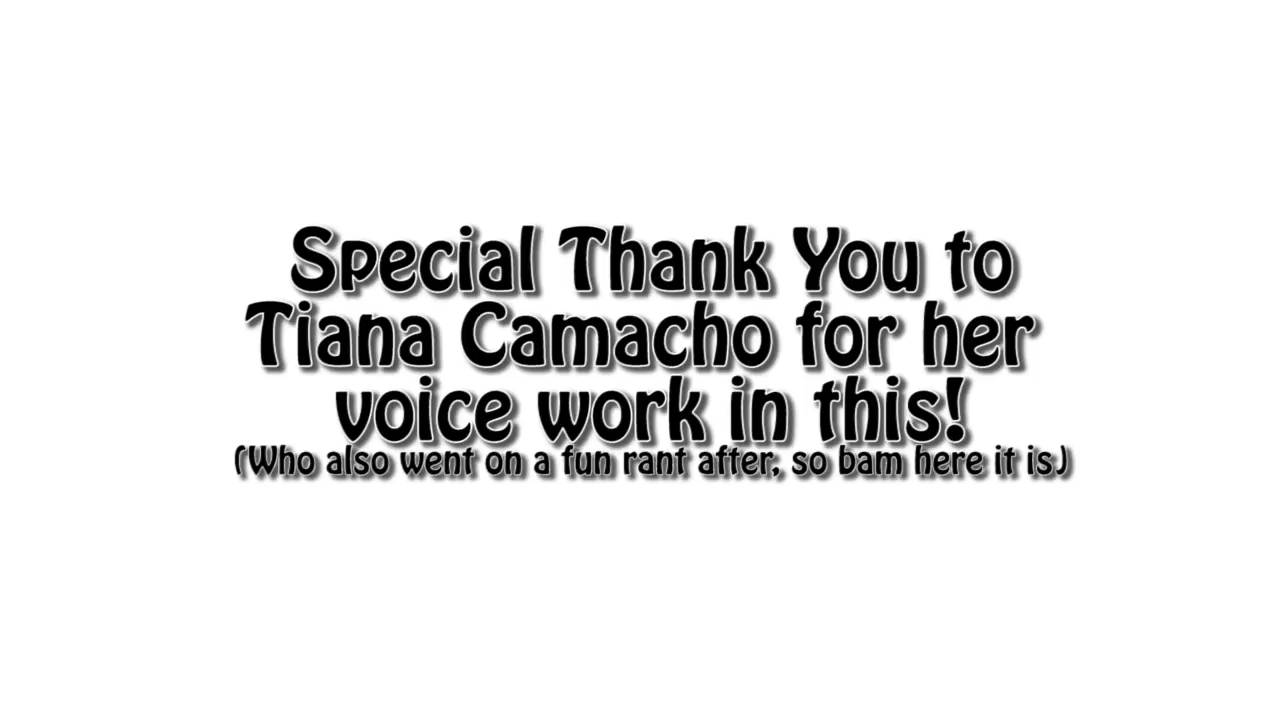 Special Thank You to
Tiana Camacho for her
voice work in this!
(Who also went on a fun rant after, so bam here it is)